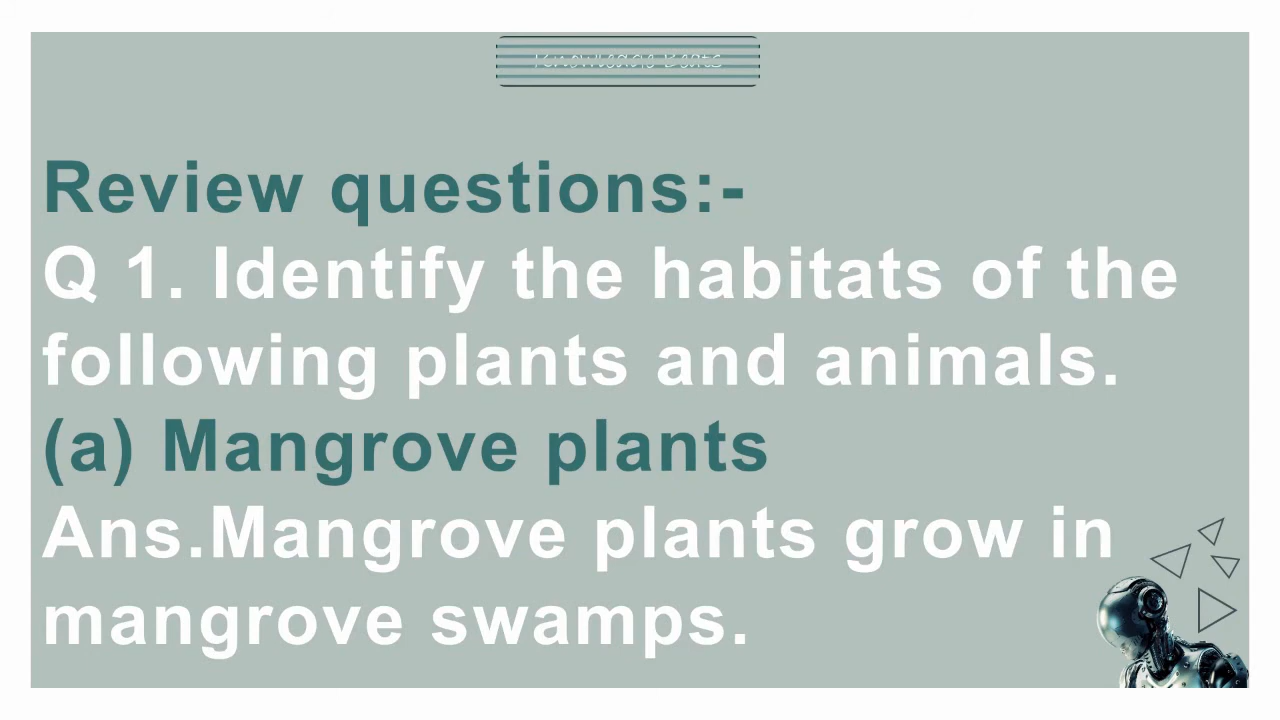 Review questions:-
Q 1. Identify the habitats of the
following plants and animals.
(a) Mangrove plants
Ans.Mangrove plants grow in
mangrove swamps.